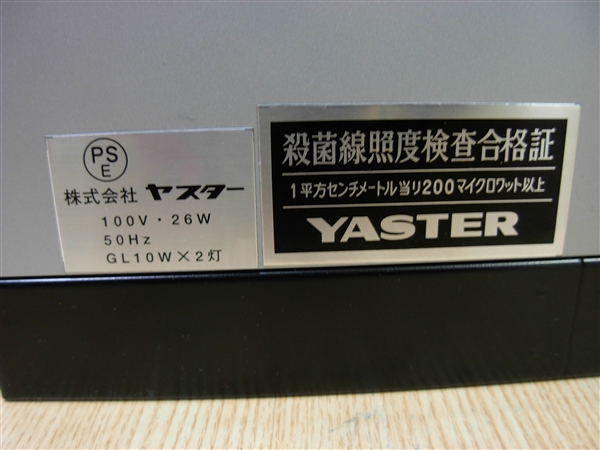 PS
E
株式会社 ヤスター
100V・26W
50Hz
GL10W×2灯
殺菌線照度検査合格証
1平方センチメートル当り200マイクロワット以上
YASTER